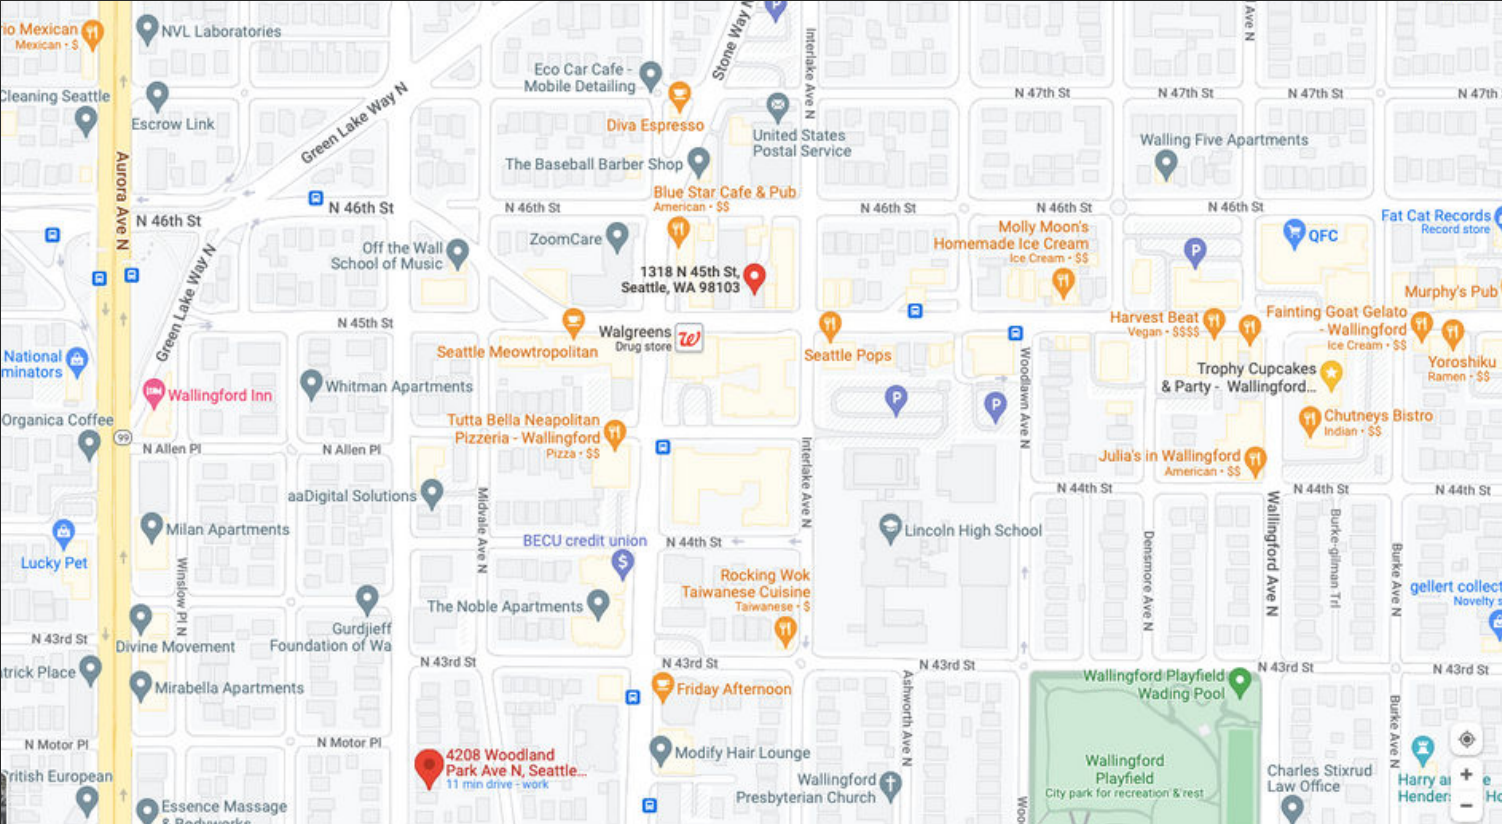 rio Mexican
Mexican · $
NVL Laboratories
Cleaning Seattle
Escrow Link
Aurora Ave N
Green Lake Way N
Eco Car Cafe -
Mobile Detailing
Diva Espresso
Stone Way N
P
Interlake Ave N
Ave N
United States
Postal Service
The Baseball Barber Shop
N 47th St
N 47th St
N 47th St
N 47th
Walling Five Apartments
N 46th St
N 46th St
N 46th St
Blue Star Cafe & Pub
American · $$
N 46th St
N 46th St
N 46th St
Green Lake Way N
Off the Wall
School of Music
ZoomCare
1318 N 45th St,
Seattle, WA 98103
Molly Moon's
Homemade Ice Cream
Ice Cream · $$
P
QFC
Fat Cat Records
Record store
Murphy's Pub
N 45th St
Seattle Meowtropolitan
Walgreens
Drug store
W
Seattle Pops
Harvest Beat
Vegan · $$$$
Fainting Goat Gelato
- Wallingford
Ice Cream · $$
Yoroshiku
Ramen · $$
National
minators
Wallingford Inn
Whitman Apartments
P
P
Woodlawn Ave N
Trophy Cupcakes
& Party - Wallingford...
Chutneys Bistro
Indian · $$
Organica Coffee
99
N Allen Pl
N Allen Pl
Tutta Bella Neapolitan
Pizzeria - Wallingford
Pizza · $$
Interlake Ave N
Julia's in Wallingford
American · $$
N 44th St
N 44th St
N 44th St
aaDigital Solutions
Midvale Ave N
Milan Apartments
Lucky Pet
Winslow Pl N
BECU credit union
$
N 44th St
Lincoln High School
Densmore Ave N
Wallingford Ave N
Burke-gilman Trl
Burke Ave N
Rocking Wok
Taiwanese Cuisine
Taiwanese · $
gellert collect
Novelty s
The Noble Apartments
Gurdjieff
Foundation of Wa
Divine Movement
N 43rd St
N 43rd St
N 43rd St
N 43rd St
N 43rd St
N 43rd St
atrick Place
Mirabella Apartments
Friday Afternoon
Ashworth Ave N
Wallingford Playfield
Wading Pool
Burke Ave N
N Motor Pl
N Motor Pl
4208 Woodland
Park Ave N, Seattle...
11 min drive - work
Modify Hair Lounge
Wallingford
Presbyterian Church
Woo
Wallingford
Playfield
City park for recreation & rest
Charles Stixrud
Law Office
Harry an
e
Hender
Ho
+
−
British European
Essence Massage
& Bodyworks